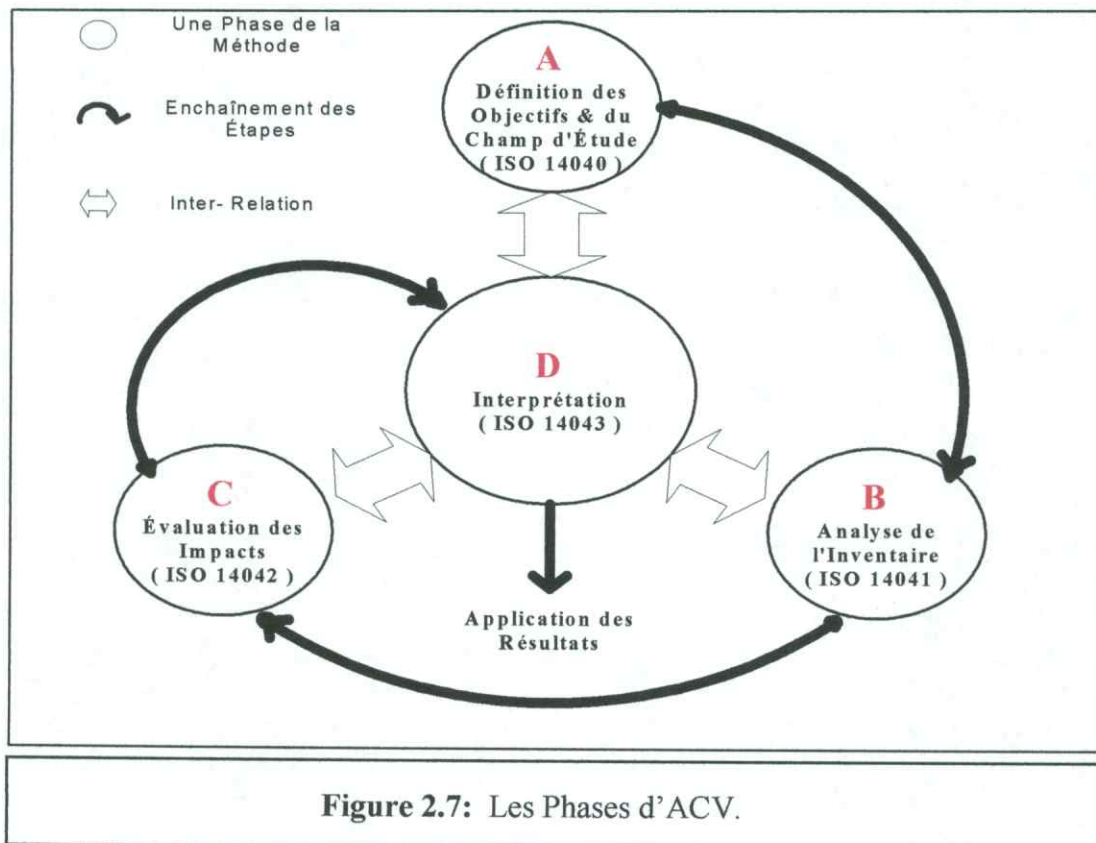 Une Phase de la
Méthode
Enchaînement des
Étapes
Inter- Relation
A
Définition des
Objectifs & du
Champ d'Étude
( ISO 14040 )
D
Interprétation
( ISO 14043 )
C
Évaluation des
Impacts
( ISO 14042 )
B
Analyse de
l'Inventaire
( ISO 14041 )
Application des
Résultats
Figure 2.7: Les Phases d'ACV.